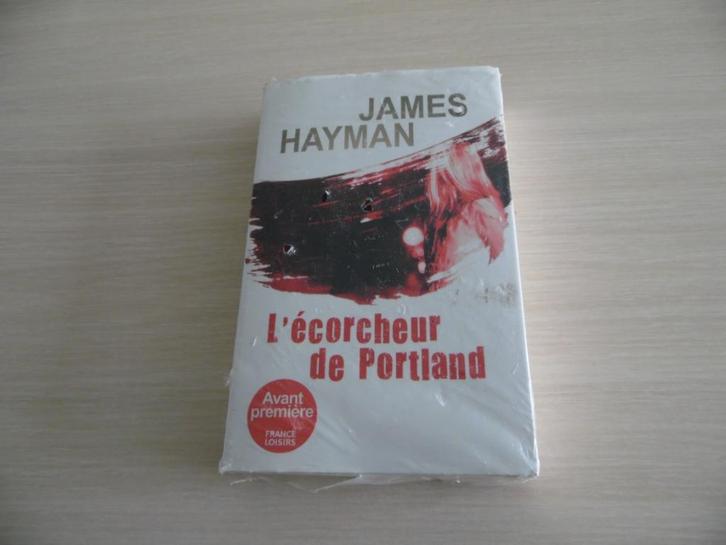 JAMES
HAYMAN
L'écorcheur
de Portland
Avant
première
FRANCE
LOISIRS